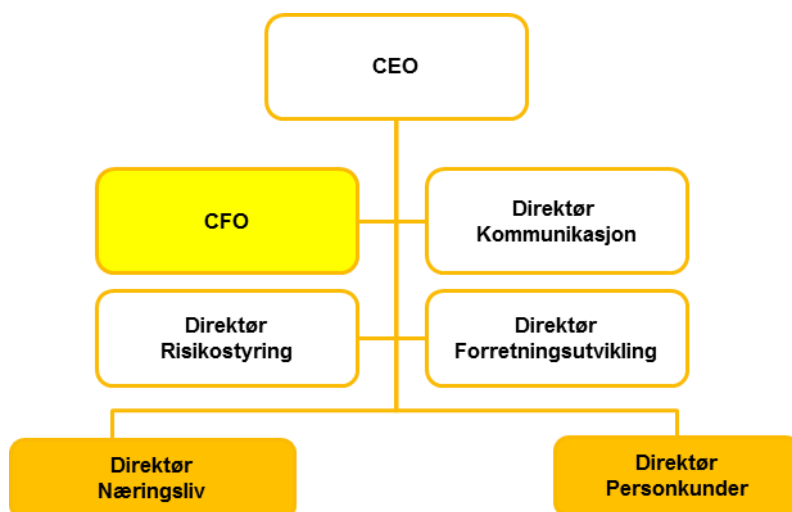 CEO
CFO
Direktør
Kommunikasjon
Direktør
Risikostyring
Direktør
Forretningsutvikling
Direktør
Næringsliv
Direktør
Personkunder